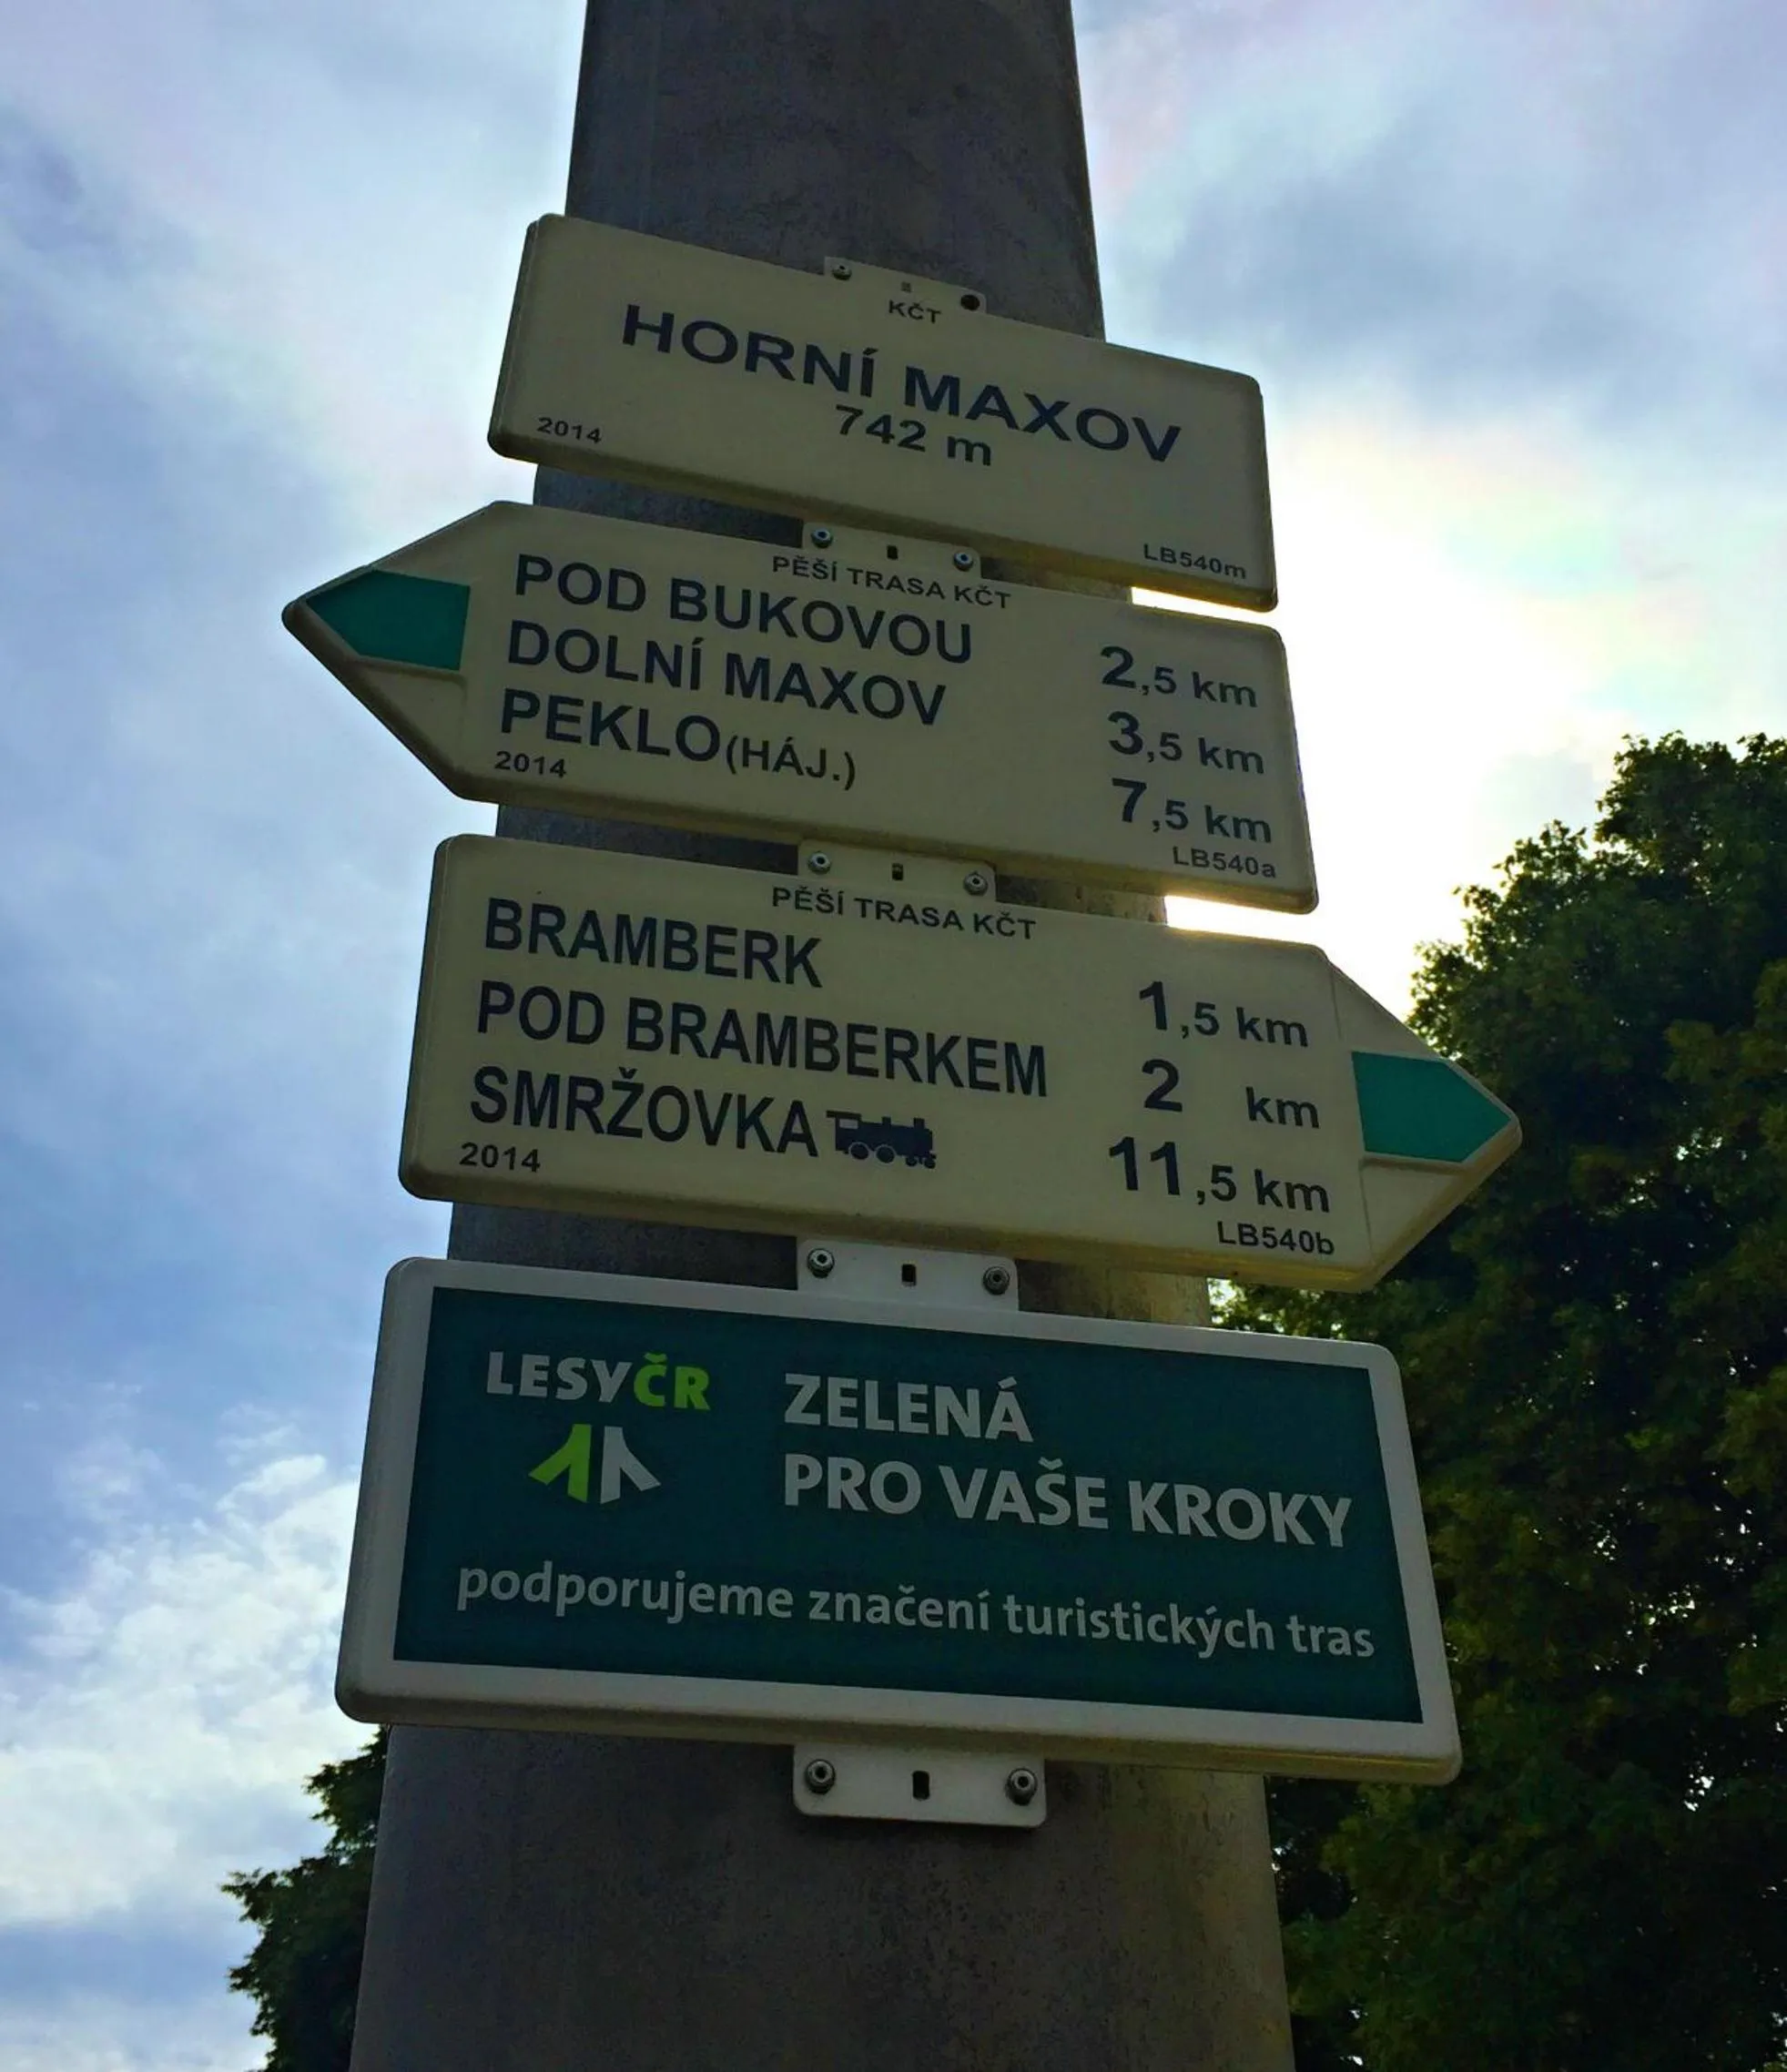 KČT
HORNÍ MAXOV
742 m
2014
LB540m
PĚŠÍ TRASA KČT
POD BUKOVOU 2,5 km
DOLNÍ MAXOV 3,5 km
PEKLO(HÁJ.) 7,5 km
2014
LB540a
PĚŠÍ TRASA KČT
BRAMBERK 1,5 km
POD BRAMBERKEM 2 km
SMRŽOVKA 11,5 km
2014
LB540b
LESYČR
ZELENÁ
PRO VAŠE KROKY
podporujeme značení turistických tras